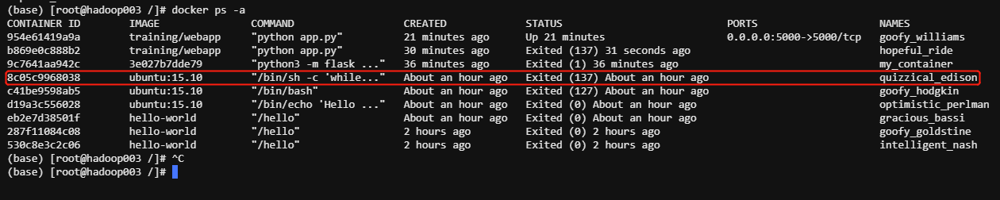 (base) [root@hadoop003 /]# docker ps -a
CONTAINER ID        IMAGE               COMMAND                  CREATED             STATUS                        PORTS                    NAMES
954e61419a9a        training/webapp     "python app.py"          21 minutes ago      Up 21 minutes                 0.0.0.0:5000->5000/tcp   goofy_williams
b869e0c888b2        training/webapp     "python app.py"          30 minutes ago      Exited (137) 31 seconds ago                            hopeful_ride
9c7641aa942c        3e027b7dde79        "python3 -m flask ..."   36 minutes ago      Exited (1) 36 minutes ago                              my_container
8c05c9968038        ubuntu:15.10        "/bin/sh -c 'while..."   About an hour ago   Exited (137) About an hour ago                         quizzical_edison
c41be9598ab5        ubuntu:15.10        "/bin/bash"              About an hour ago   Exited (127) About an hour ago                         goofy_hodgkin
d19a3c556028        ubuntu:15.10        "/bin/echo 'Hello ..."   About an hour ago   Exited (0) About an hour ago                           optimistic_perlman
eb2e7d38501f        hello-world         "/hello"                 About an hour ago   Exited (0) About an hour ago                           gracious_bassi
287f11084c08        hello-world         "/hello"                 2 hours ago         Exited (0) 2 hours ago                                 goofy_goldstine
530c8e3c2c06        hello-world         "/hello"                 2 hours ago         Exited (0) 2 hours ago                                 intelligent_nash
(base) [root@hadoop003 /]# ^C
(base) [root@hadoop003 /]#